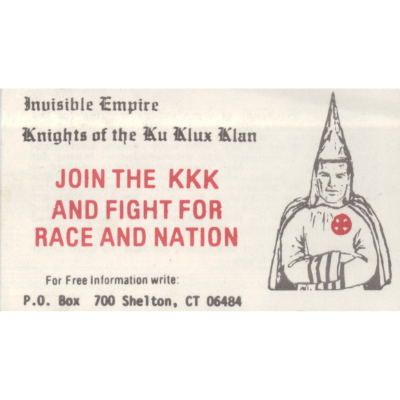 Invisible Empire
Knights of the Ku Klux Klan
JOIN THE KKK
AND FIGHT FOR
RACE AND NATION
For Free Information write:
P.O. Box 700 Shelton, CT 06484